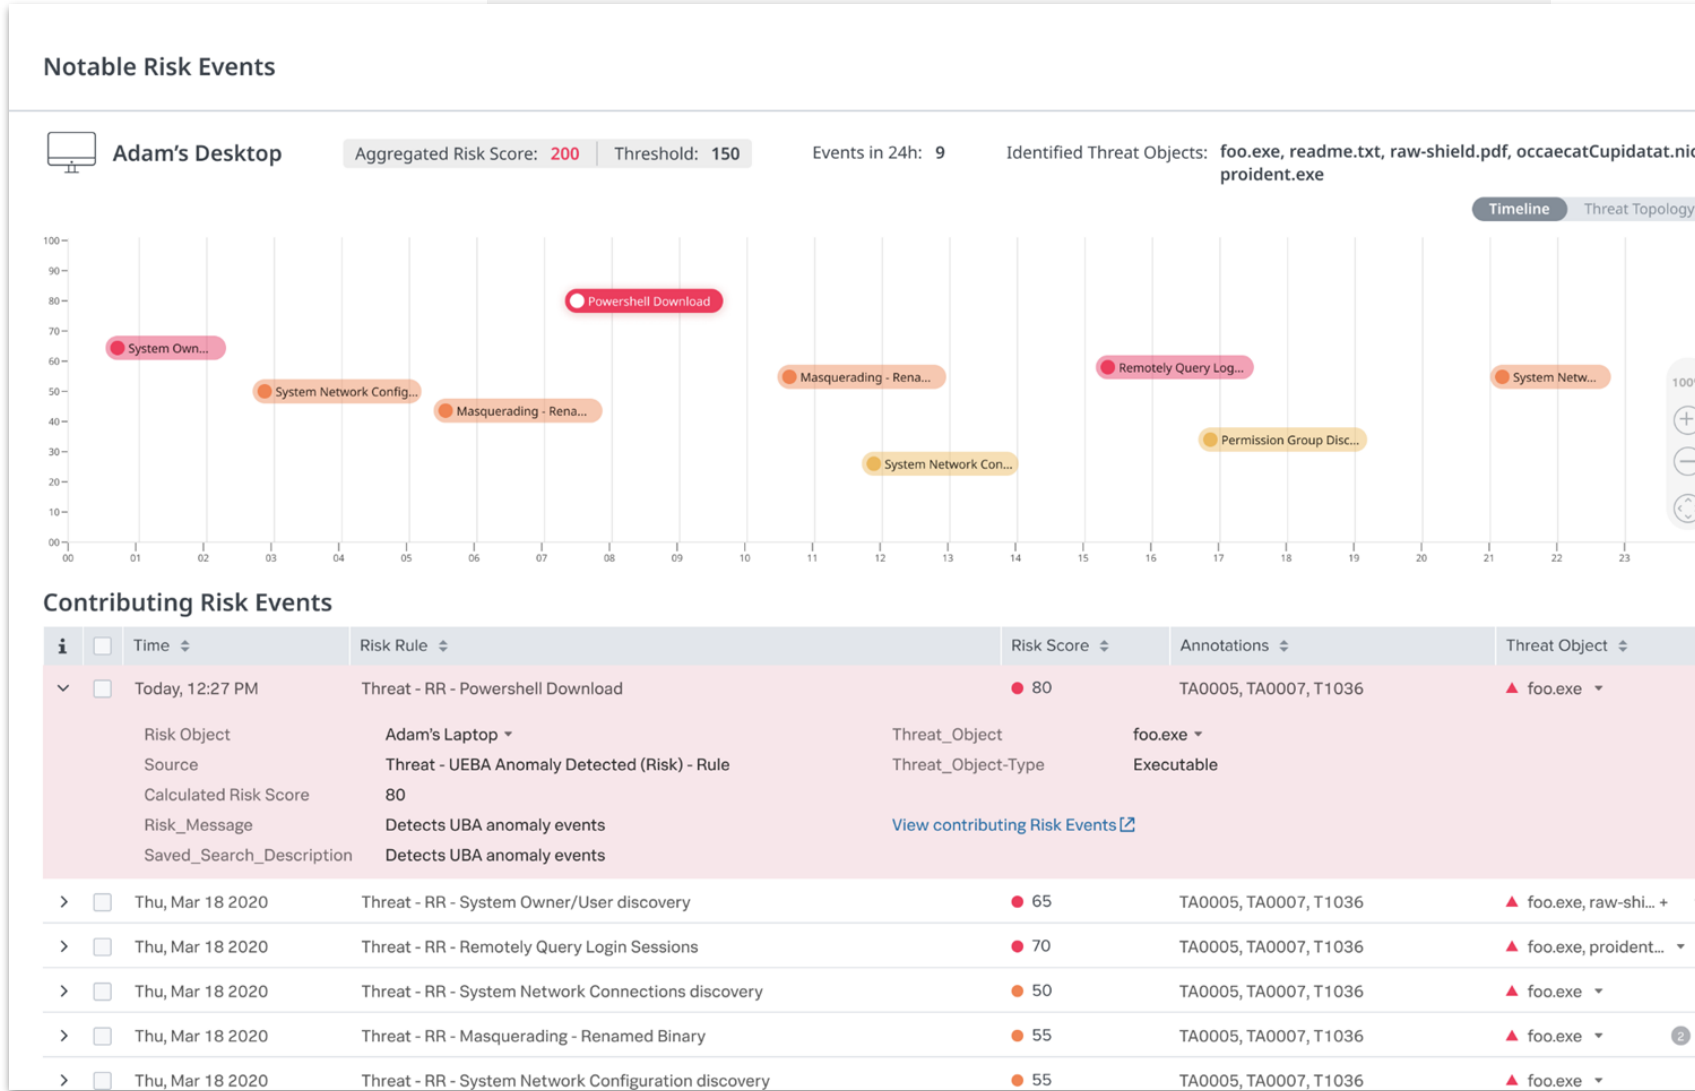 Notable Risk Events
Adam's Desktop
Aggregated Risk Score: 200 Threshold: 150
Events in 24h: 9
Identified Threat Objects: foo.exe, readme.txt, raw-shield.pdf, occaecatCupidatat.nic
proident.exe
Timeline Threat Topology
100
90
80
70
60
50
40
30
20
10
00
Powershell Download
System Own...
System Network Config...
Masquerading - Rena...
Masquerading - Rena...
Remotely Query Log...
System Netw...
Permission Group Disc...
System Network Con...
100%
00 01 02 03 04 05 06 07 08 09 10 11 12 13 14 15 16 17 18 19 20 21 22 23
Contributing Risk Events
i Time Risk Rule Risk Score Annotations Threat Object
Today, 12:27 PM Threat - RR - Powershell Download 80 TA0005, TA0007, T1036 foo.exe
Risk Object Adam's Laptop Threat_Object foo.exe
Source Threat - UEBA Anomaly Detected (Risk) - Rule Threat_Object-Type Executable
Calculated Risk Score 80
Risk_Message Detects UBA anomaly events View contributing Risk Events
Saved_Search_Description Detects UBA anomaly events
Thu, Mar 18 2020 Threat - RR - System Owner/User discovery 65 TA0005, TA0007, T1036 foo.exe, raw-shi... +
Thu, Mar 18 2020 Threat - RR - Remotely Query Login Sessions 70 TA0005, TA0007, T1036 foo.exe, proident...
Thu, Mar 18 2020 Threat - RR - System Network Connections discovery 50 TA0005, TA0007, T1036 foo.exe
Thu, Mar 18 2020 Threat - RR - Masquerading - Renamed Binary 55 TA0005, TA0007, T1036 foo.exe 2
Thu, Mar 18 2020 Threat - RR - System Network Configuration discovery 55 TA0005, TA0007, T1036 foo.exe